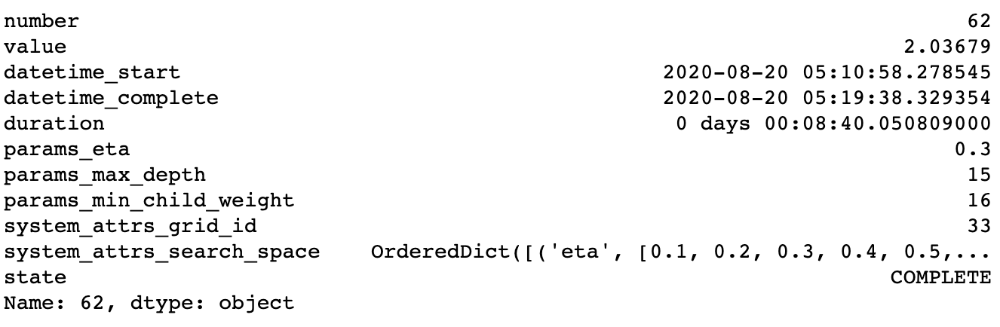 number 62
value 2.03679
datetime_start 2020-08-20 05:10:58.278545
datetime_complete 2020-08-20 05:19:38.329354
duration 0 days 00:08:40.050809000
params_eta 0.3
params_max_depth 15
params_min_child_weight 16
system_attrs_grid_id 33
system_attrs_search_space OrderedDict([('eta', [0.1, 0.2, 0.3, 0.4, 0.5,...
state COMPLETE
Name: 62, dtype: object